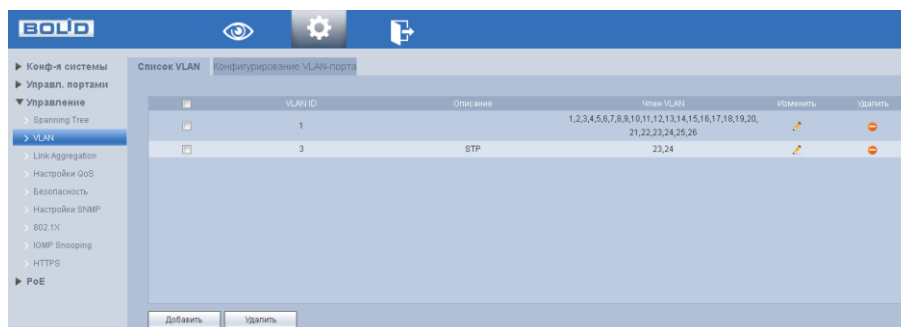 BOLID
Конф-я системы
Управл. портами
Управление
Spanning Tree
VLAN
Link Aggregation
Настройки QoS
Безопасность
Настройки SNMP
802.1X
IGMP Snooping
HTTPS
PoE
Список VLAN Конфигурирование VLAN-порта
VLAN ID Описание Член VLAN Изменить Удалить
1 1,2,3,4,5,6,7,8,9,10,11,12,13,14,15,16,17,18,19,20,
21,22,23,24,25,26
3 STP 23,24
Добавить Удалить